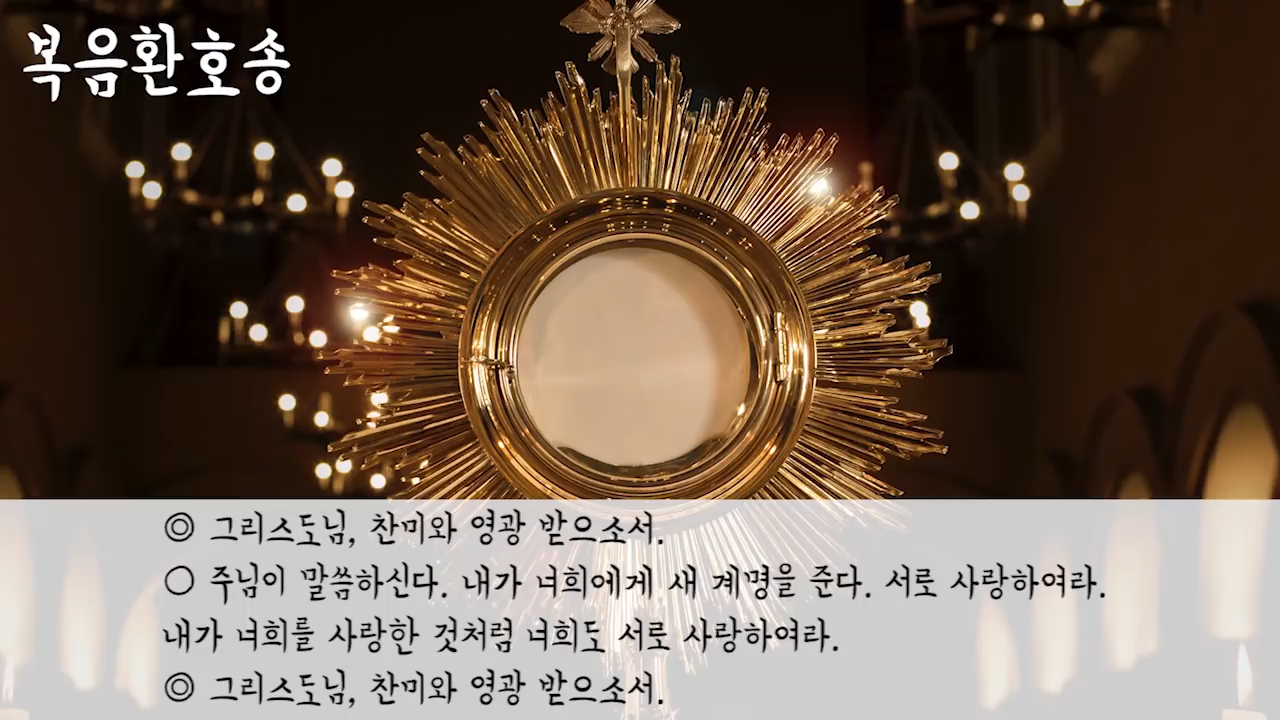 복음환호송
◎ 그리스도님, 찬미와 영광 받으소서.
○ 주님이 말씀하신다. 내가 너희에게 새 계명을 준다. 서로 사랑하여라.
내가 너희를 사랑한 것처럼 너희도 서로 사랑하여라.
◎ 그리스도님, 찬미와 영광 받으소서.